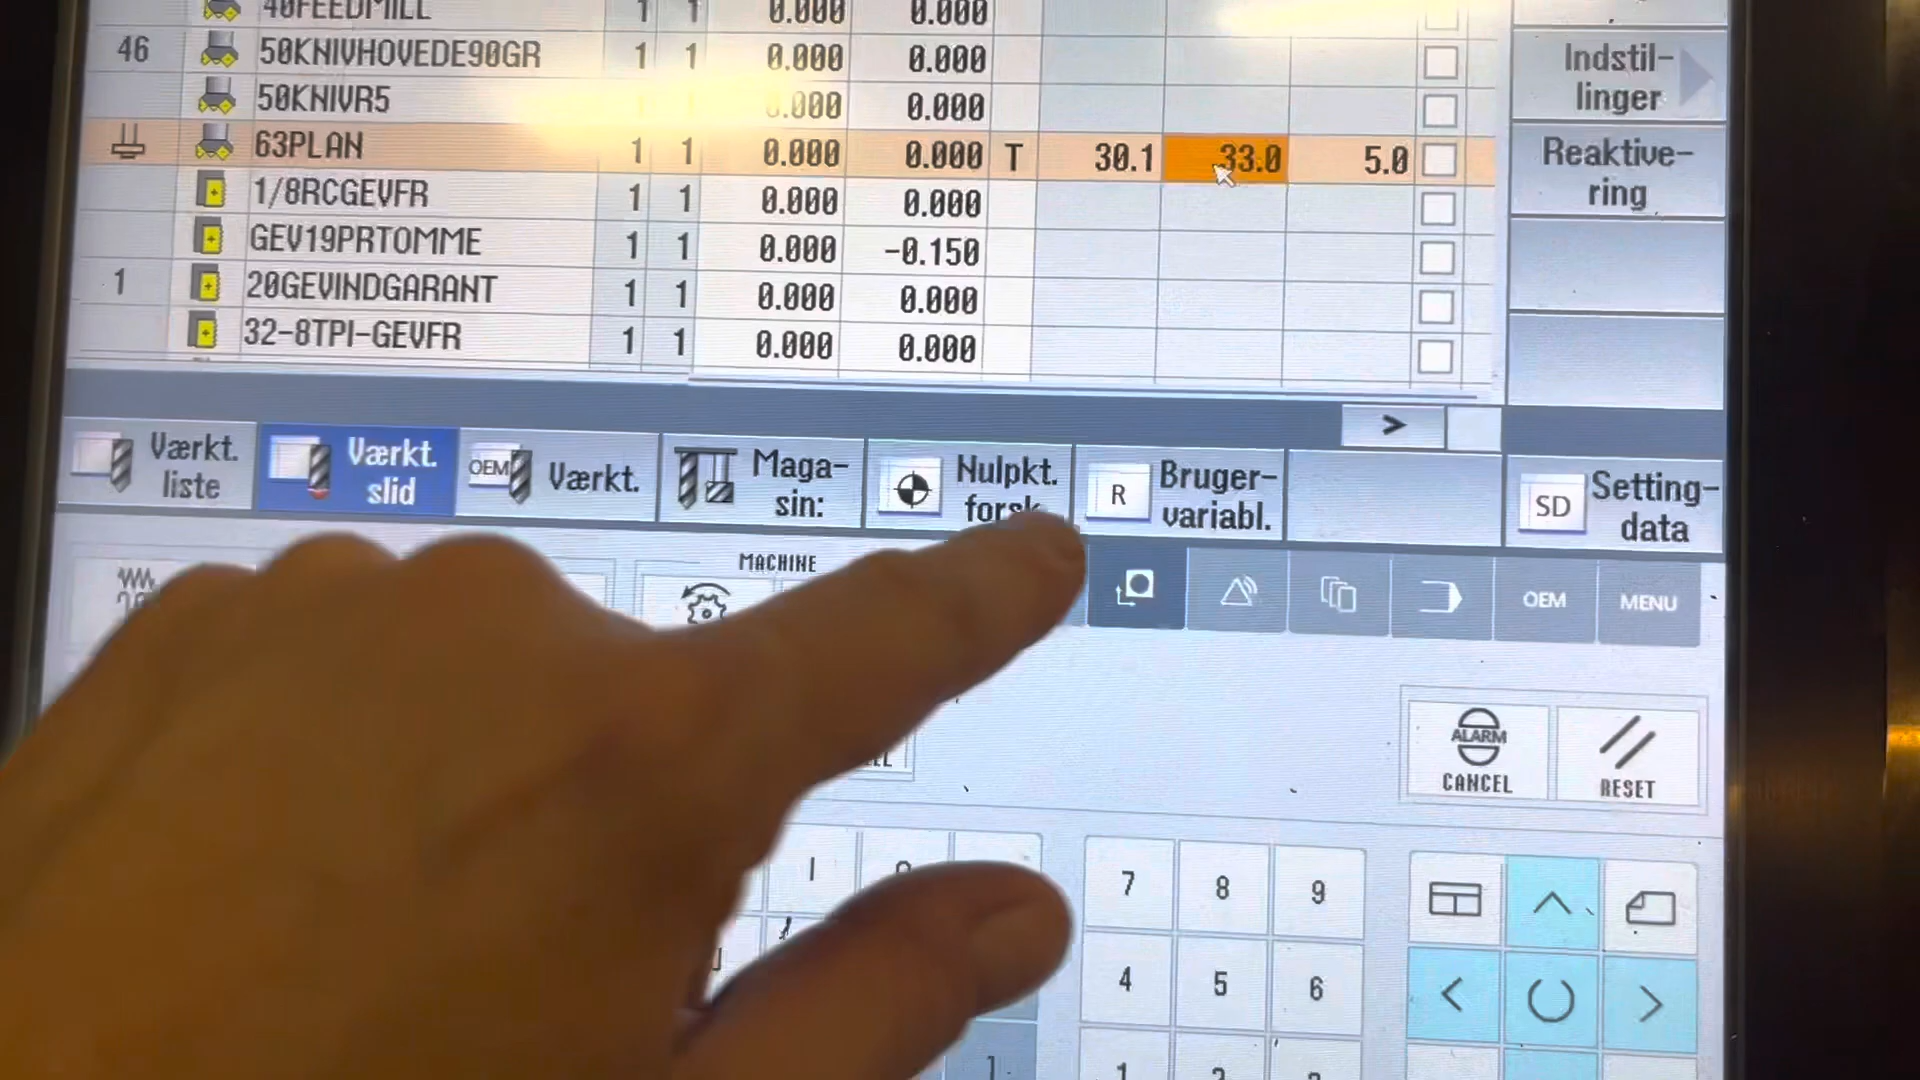 40FEEDMILL 1 1 0.000 0.000
46 50KNIVHOVEDE90GR 1 1 0.000 0.000
50KNIVR5 0.000 0.000
63PLAN 1 1 0.000 0.000 T 30.1 33.0 5.0
1/8RCGEVFR 1 1 0.000 0.000
GEV19PRTOMME 1 1 0.000 -0.150
1 20GEVINDGARANT 1 1 0.000 0.000
32-8TPI-GEVFR 1 1 0.000 0.000
Indstil-
linger
Reaktive-
ring
>
Værkt.
liste
Værkt.
slid
OEM Værkt.
Maga-
sin:
Nulpkt.
forsk.
R Bruger-
variabl.
SD Setting-
data
MACHINE
OEM
MENU
ALARM
CANCEL
RESET
7 8 9
4 5 6